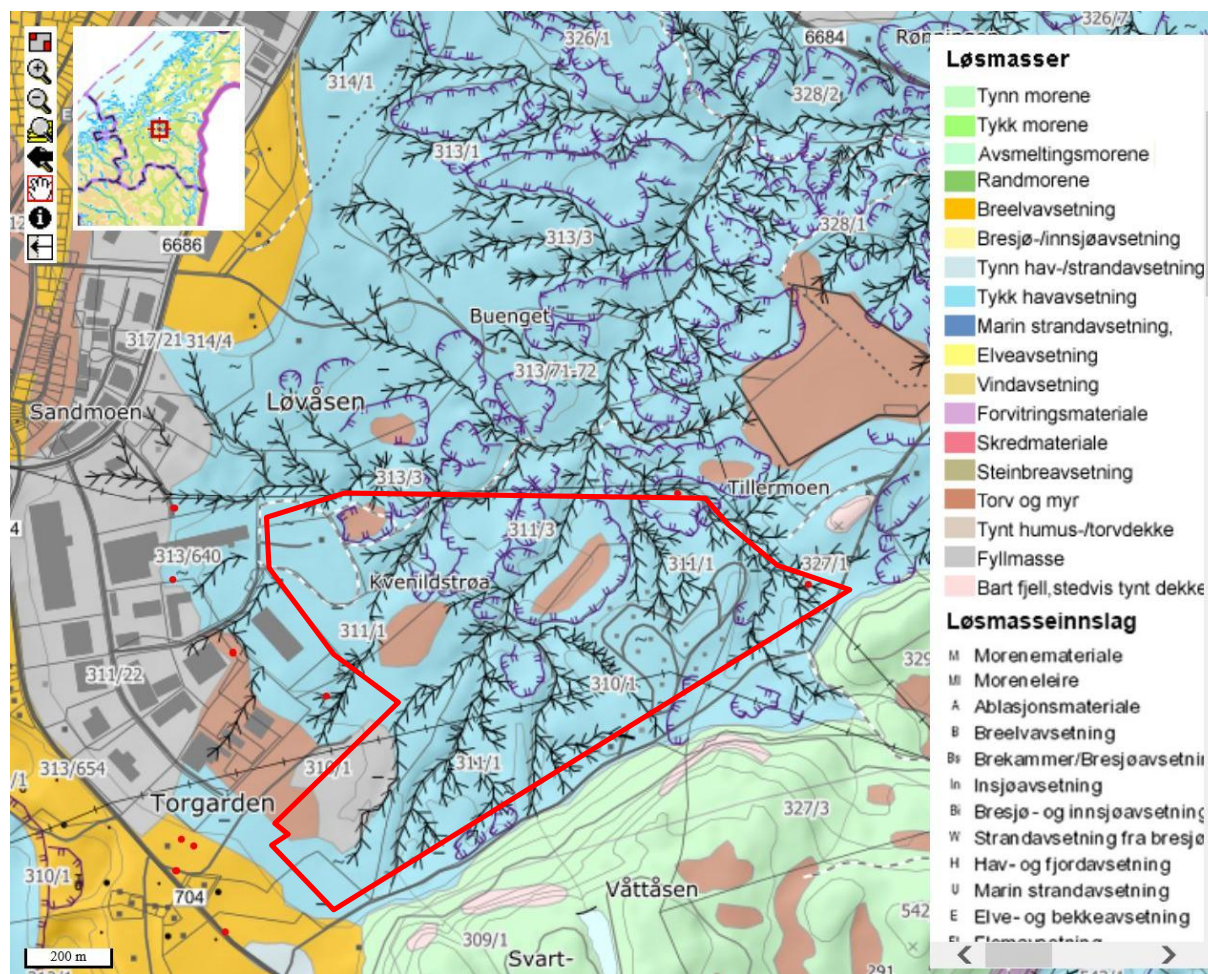 326/7
326/1
6684
314/1
328/2
313/1
328/1
313/3
6686
Buenget
317/21 314/4
313/71-72
Løvåsen
Sandmoen
313/3
Tillermoen
311/3
313/640
311/1
327/1
Kvenildstrøa
311/1
311/22
310/1
329
311/1
313/654
310/1
Torgarden
327/3
310/1
704
Våttåsen
542
309/1
Svart-
291
200 m
Løsmasser
Tynn morene
Tykk morene
Avsmeltingsmorene
Randmorene
Breelvavsetning
Bresjø-/innsjøavsetning
Tynn hav-/strandavsetning
Tykk havavsetning
Marin strandavsetning,
Elveavsetning
Vindavsetning
Forvitringsmateriale
Skredmateriale
Steinbreavsetning
Torv og myr
Tynt humus-/torvdekke
Fyllmasse
Bart fjell,stedvis tynt dekke
Løsmasseinnslag
M Morenemateriale
Ml Moreneleire
A Ablasjonsmateriale
B Breelvavsetning
Bs Brekammer/Bresjøavsetnin
In Insjøavsetning
Bi Bresjø- og innsjøavsetning
W Strandavsetning fra bresjø
H Hav- og fjordavsetning
U Marin strandavsetning
E Elve- og bekkeavsetning